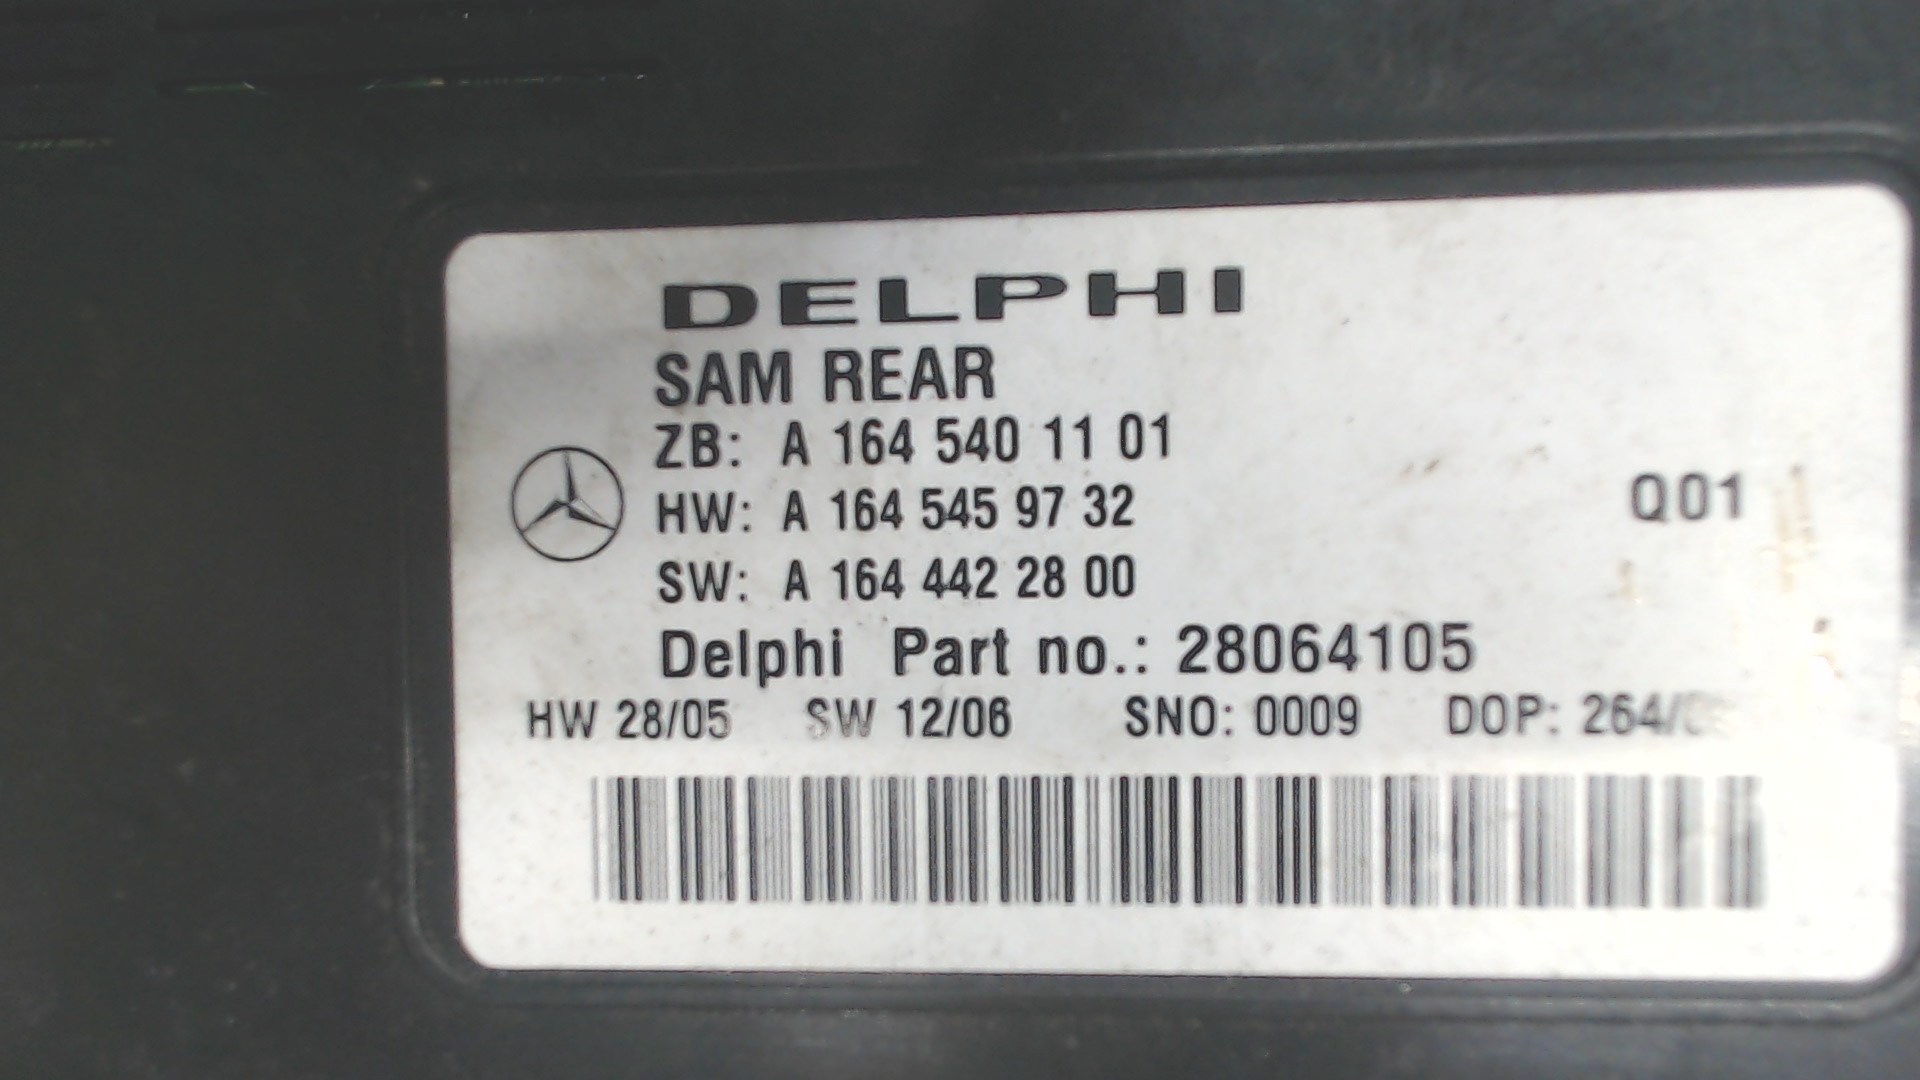 DELPHI
SAM REAR
ZB: A 164 540 11 01
HW: A 164 545 97 32
Q01
SW: A 164 442 28 00
Delphi Part no.: 28064105
HW 28/05 SW 12/06 SNO: 0009 DOP: